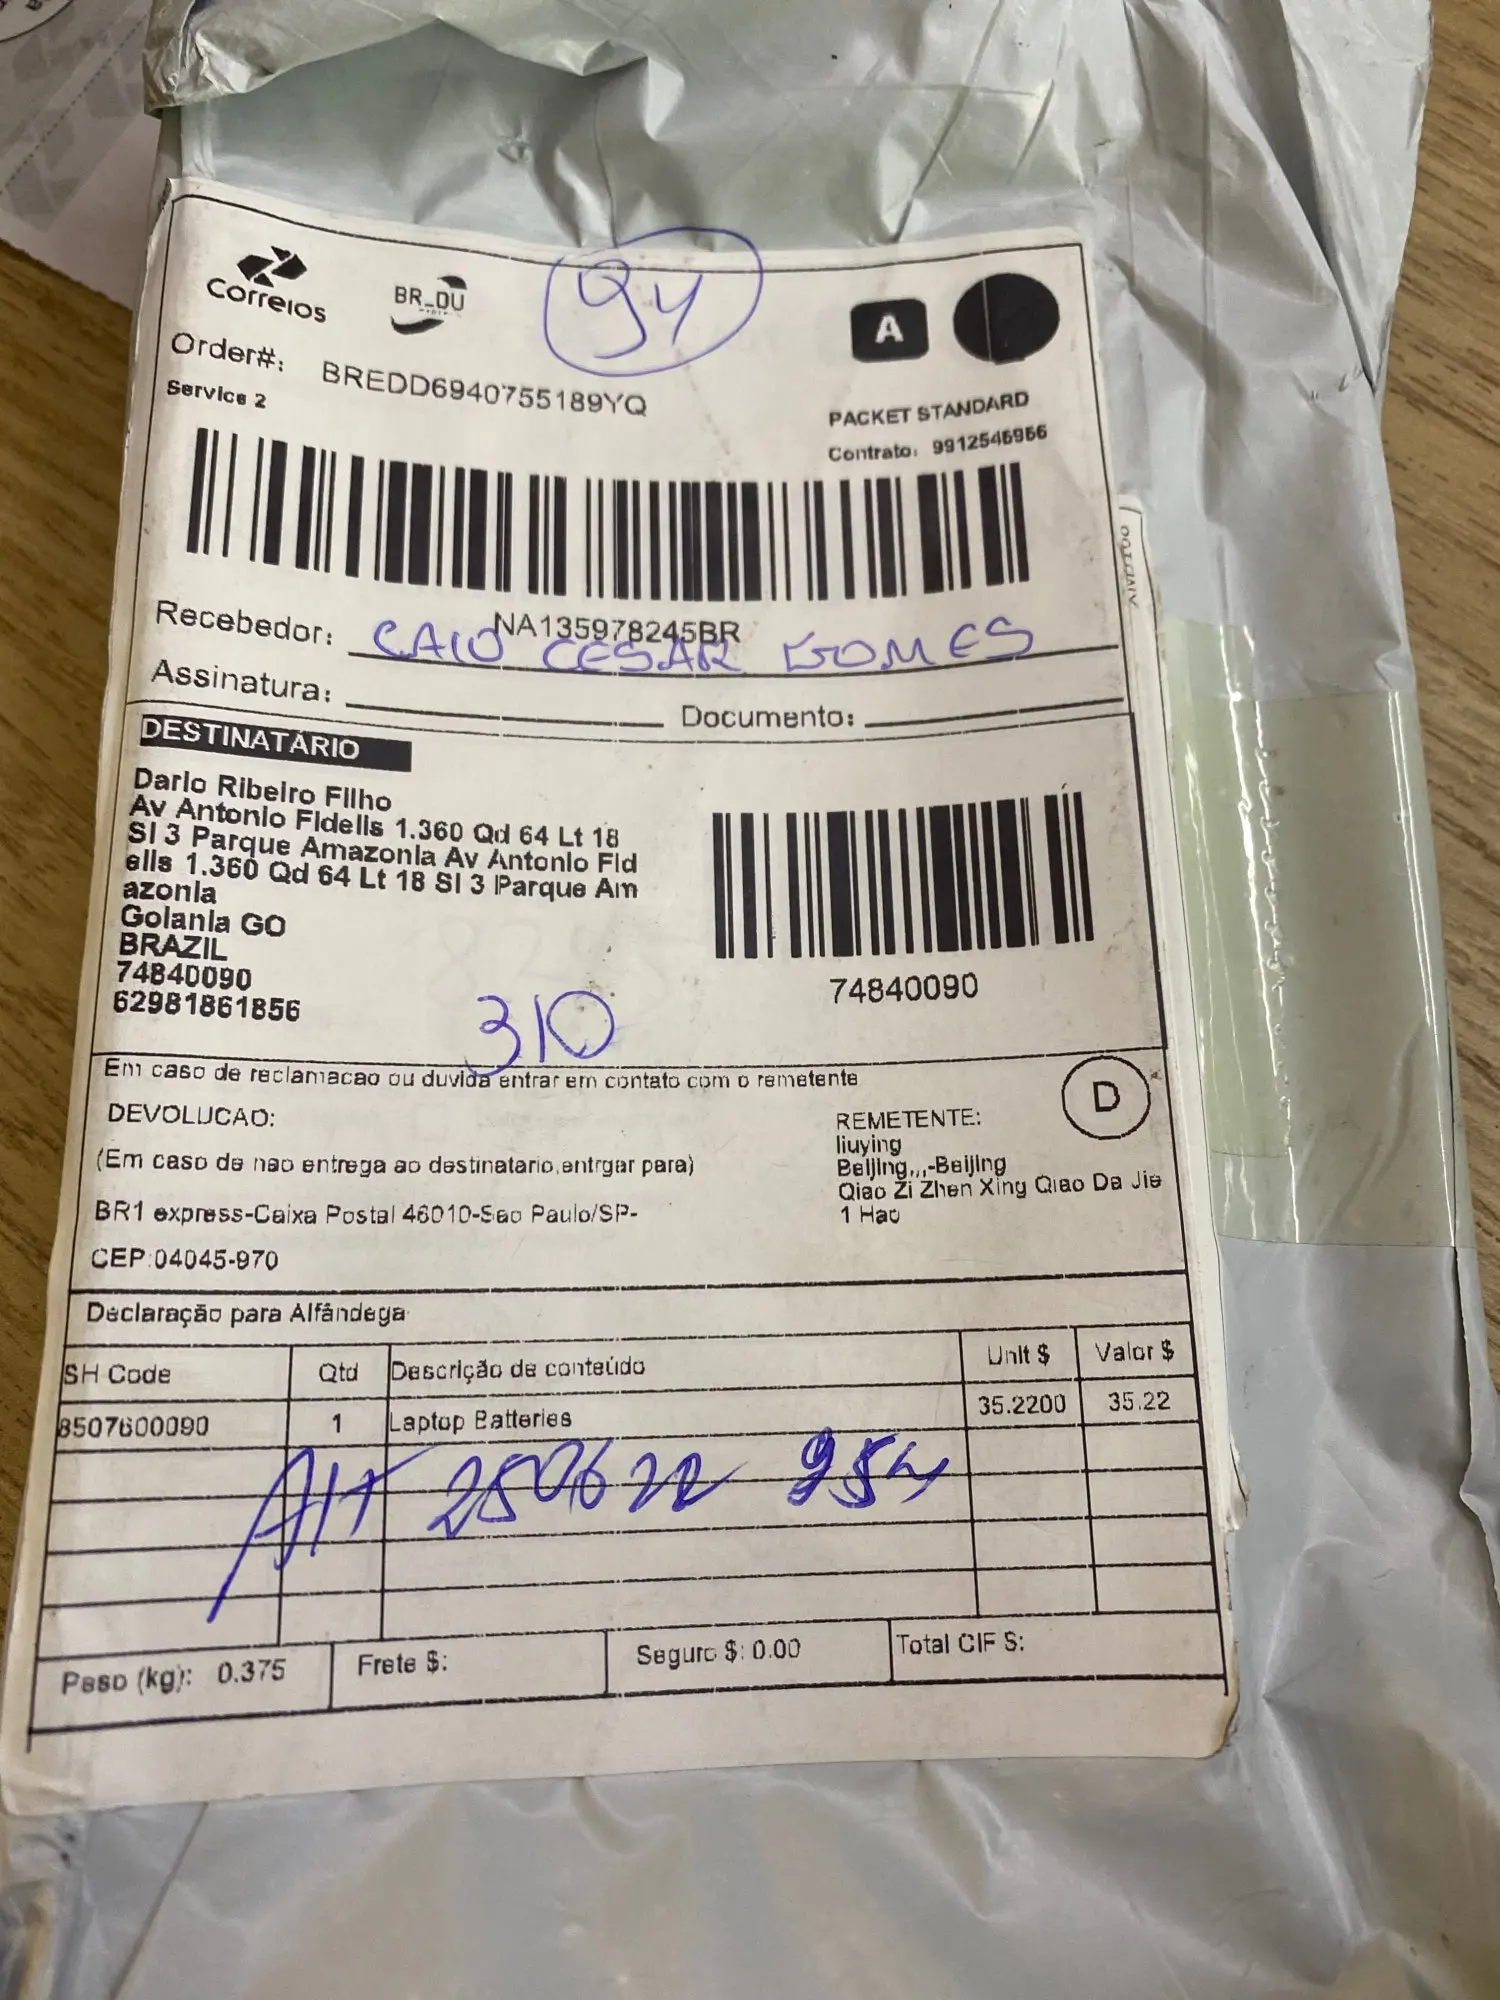 Correios
BR_DU
94
A
Order#: BREDD6940755189YQ
Service 2
PACKET STANDARD
Contrato: 9912546966
NA135978245BR
Recebedor: CAIO CESAR GOMES
Assinatura: Documento:
DESTINATÁRIO
Dario Ribeiro Filho
Av Antonio Fidelis 1.360 Qd 64 Lt 18
Sl 3 Parque Amazonia Av Antonio Fid
elis 1.360 Qd 64 Lt 18 Sl 3 Parque Am
azonia
Goiania GO
BRAZIL
74840090
62981861856
74840090
310
Em caso de reclamacao ou duvida entrar em contato com o remetente
D
DEVOLUCAO:
(Em caso de nao entrega ao destinatario,entrgar para)
BR1 express-Caixa Postal 46010-Sao Paulo/SP-
CEP:04045-970
REMETENTE:
liuying
Beijing,,,-Beijing
Qiao Zi Zhen Xing Qiao Da Jie
1 Hao
Declaração para Alfândega
SH Code Qtd Descrição de conteúdo Unit $ Valor $
8507600090 1 Laptop Batteries 35.2200 35.22
Peso (kg): 0.375 Frete $: Seguro $: 0.00 Total CIF $: